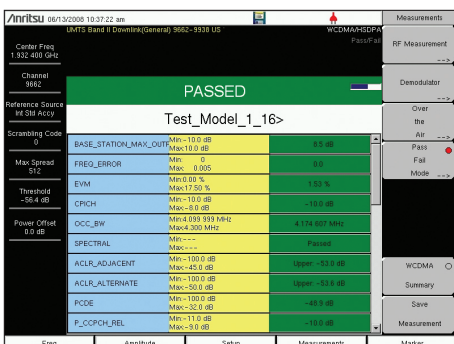 Anritsu 06/13/2008 10:37:22 am
UMTS Band II Downlink(General) 9662-9938 US
WCDMA/HSDPA
Pass/Fail
Measurements
Center Freq
1.932 400 GHz
Channel
9662
Reference Source
Int Std Accy
Scrambling Code
0
Max Spread
512
Threshold
-56.4 dB
Power Offset
0.0 dB
PASSED
Test_Model_1_16>
BASE_STATION_MAX_OUTP Min:-10.0 dB Max:10.0 dB 8.5 dB
FREQ_ERROR Min: 0 Max: 0.005 0.0
EVM Min:0.00 % Max:17.50 % 1.53 %
CPICH Min:-10.0 dB Max:-8.0 dB -10.0 dB
OCC_BW Min:4.099 999 MHz Max:4.300 MHz 4.174 607 MHz
SPECTRAL Min:--- Max:--- Passed
ACLR_ADJACENT Min:-100.0 dB Max:-45.0 dB Upper: -53.0 dB
ACLR_ALTERNATE Min:-100.0 dB Max:-50.0 dB Upper: -53.8 dB
PCDE Min:-100.0 dB Max:-32.0 dB -46.9 dB
P_CCPCH_REL Min:-11.0 dB Max:-9.0 dB -10.0 dB
RF Measurement
-->
Demodulator
-->
Over
the
Air -->
Pass
Fail
Mode -->
WCDMA
Summary
Save
Measurement
Freq Amplitude Setup Measurements Marker